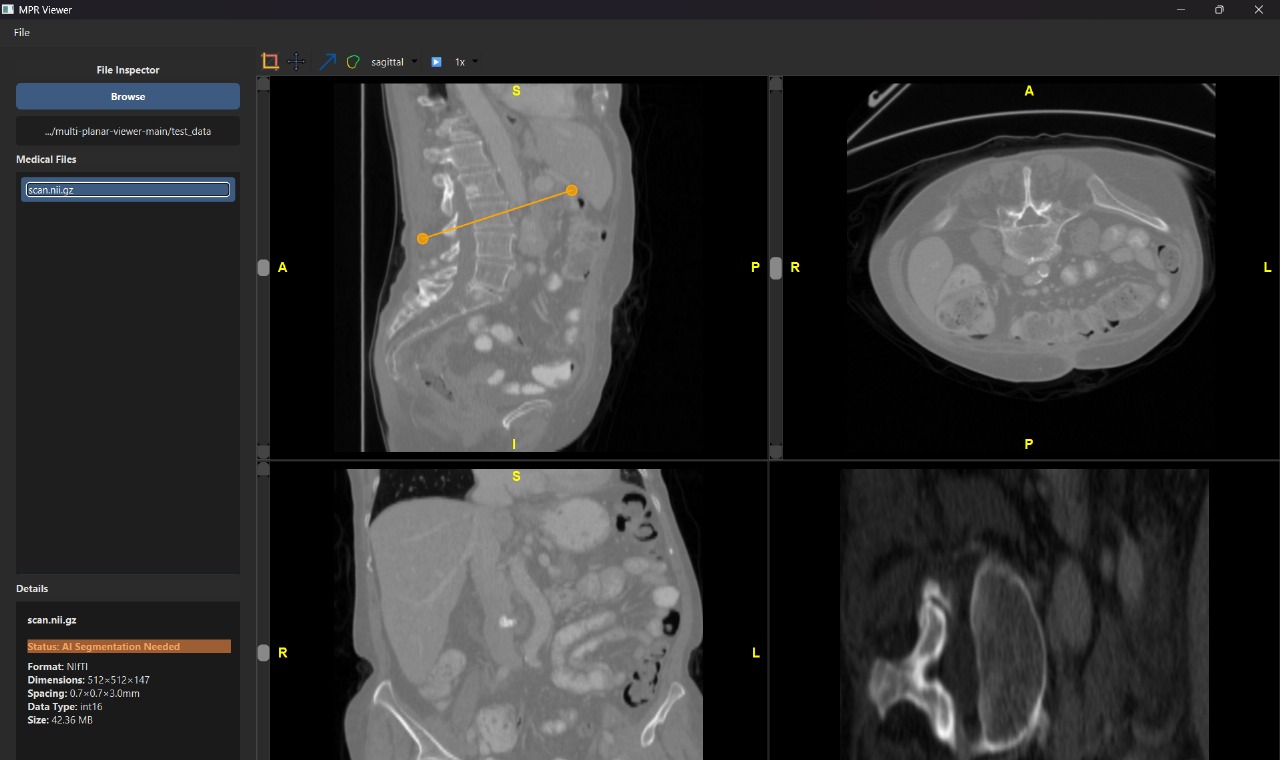 MPR Viewer
File
File Inspector
Browse
.../multi-planar-viewer-main/test_data
Medical Files
scan.nii.gz
Details
scan.nii.gz
Status: AI Segmentation Needed
Format: NIfTI
Dimensions: 512×512×147
Spacing: 0.7×0.7×3.0mm
Data Type: int16
Size: 42.36 MB
sagittal
1x
S
A
P
I
A
R
L
P
S
R
L